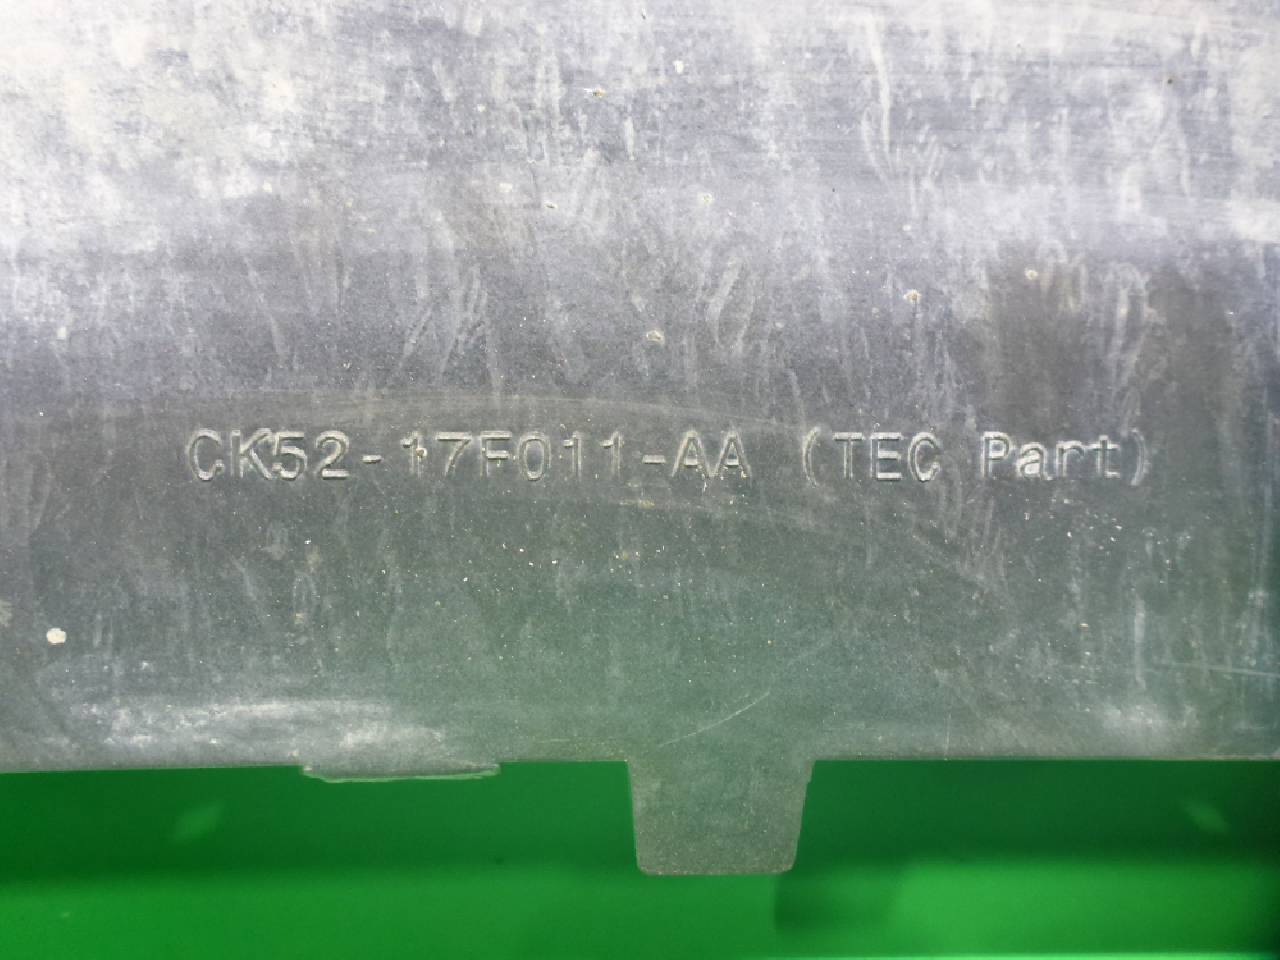 CK52-17F011-AA (TEC Part)